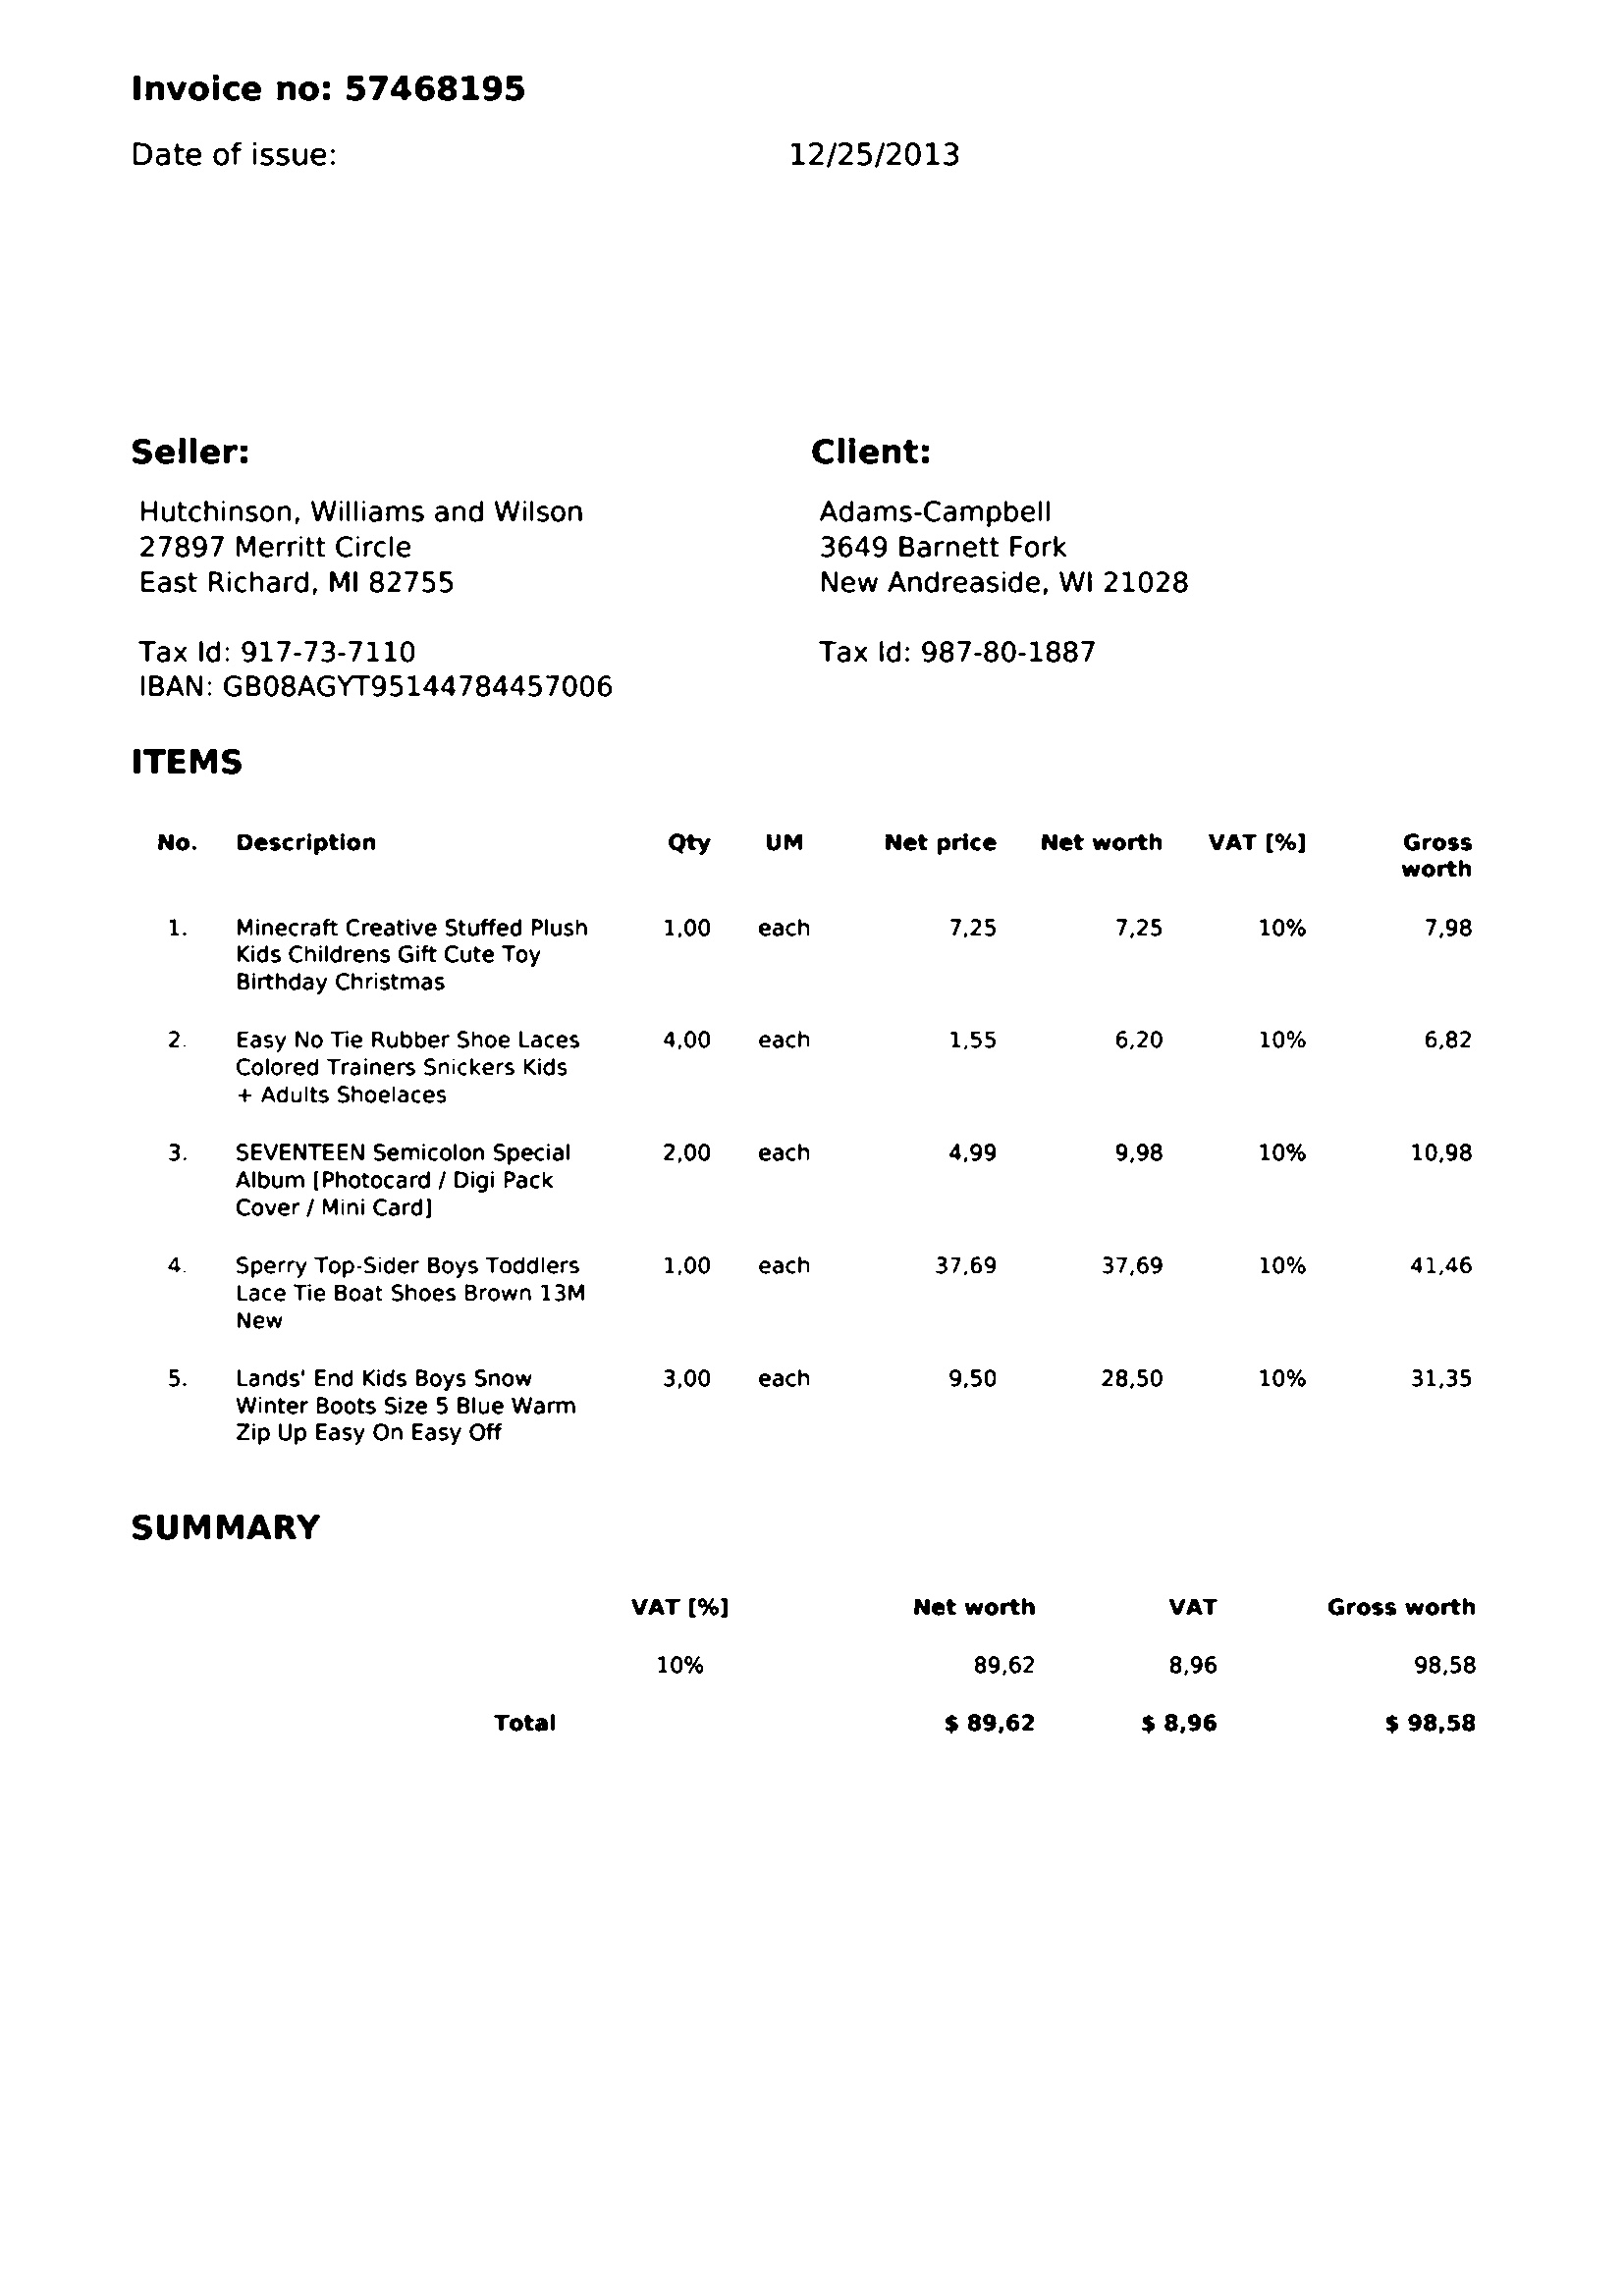 Invoice no: 57468195
Date of issue: 12/25/2013
Seller: Client:
Hutchinson, Williams and Wilson Adams-Campbell
27897 Merritt Circle 3649 Barnett Fork
East Richard, MI 82755 New Andreaside, WI 21028
Tax Id: 917-73-7110 Tax Id: 987-80-1887
IBAN: GB08AGYT95144784457006
ITEMS
No. Description Qty UM Net price Net worth VAT [%] Gross
worth
1. Minecraft Creative Stuffed Plush 1,00 each 7,25 7,25 10% 7,98
Kids Childrens Gift Cute Toy
Birthday Christmas
2. Easy No Tie Rubber Shoe Laces 4,00 each 1,55 6,20 10% 6,82
Colored Trainers Snickers Kids
+ Adults Shoelaces
3. SEVENTEEN Semicolon Special 2,00 each 4,99 9,98 10% 10,98
Album [Photocard / Digi Pack
Cover / Mini Card]
4. Sperry Top-Sider Boys Toddlers 1,00 each 37,69 37,69 10% 41,46
Lace Tie Boat Shoes Brown 13M
New
5. Lands' End Kids Boys Snow 3,00 each 9,50 28,50 10% 31,35
Winter Boots Size 5 Blue Warm
Zip Up Easy On Easy Off
SUMMARY
VAT [%] Net worth VAT Gross worth
10% 89,62 8,96 98,58
Total $ 89,62 $ 8,96 $ 98,58